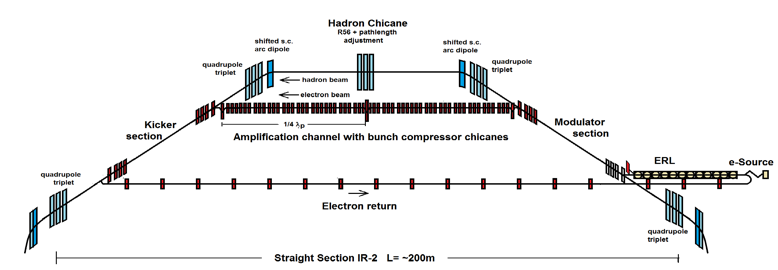 Hadron Chicane
R56 + pathlength
adjustment
shifted s.c.
arc dipole
shifted s.c.
arc dipole
quadrupole
triplet
quadrupole
triplet
hadron beam
electron beam
1/4 λp
Kicker
section
Amplification channel with bunch compressor chicanes
Modulator
section
ERL
e-Source
quadrupole
triplet
Electron return
quadrupole
triplet
Straight Section IR-2 L= ~200m